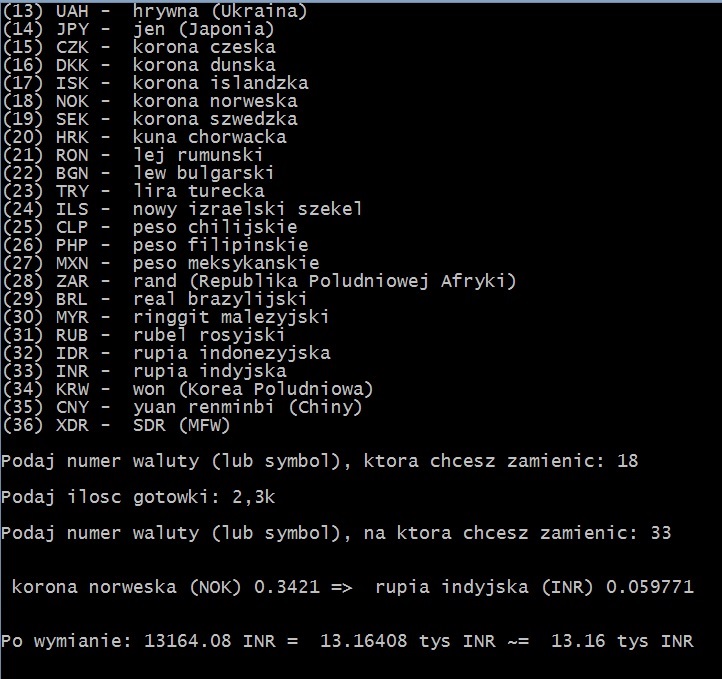 (13) UAH -  hrywna (Ukraina)
(14) JPY -  jen (Japonia)
(15) CZK -  korona czeska
(16) DKK -  korona dunska
(17) ISK -  korona islandzka
(18) NOK -  korona norweska
(19) SEK -  korona szwedzka
(20) HRK -  kuna chorwacka
(21) RON -  lej rumunski
(22) BGN -  lew bulgarski
(23) TRY -  lira turecka
(24) ILS -  nowy izraelski szekel
(25) CLP -  peso chilijskie
(26) PHP -  peso filipinskie
(27) MXN -  peso meksykanskie
(28) ZAR -  rand (Republika Poludniowej Afryki)
(29) BRL -  real brazylijski
(30) MYR -  ringgit malezyjski
(31) RUB -  rubel rosyjski
(32) IDR -  rupia indonezyjska
(33) INR -  rupia indyjska
(34) KRW -  won (Korea Poludniowa)
(35) CNY -  yuan renminbi (Chiny)
(36) XDR -  SDR (MFW)
Podaj numer waluty (lub symbol), ktora chcesz zamienic: 18
Podaj ilosc gotowki: 2,3k
Podaj numer waluty (lub symbol), na ktora chcesz zamienic: 33
korona norweska (NOK) 0.3421 =>  rupia indyjska (INR) 0.059771
Po wymianie: 13164.08 INR =  13.16408 tys INR ~=  13.16 tys INR